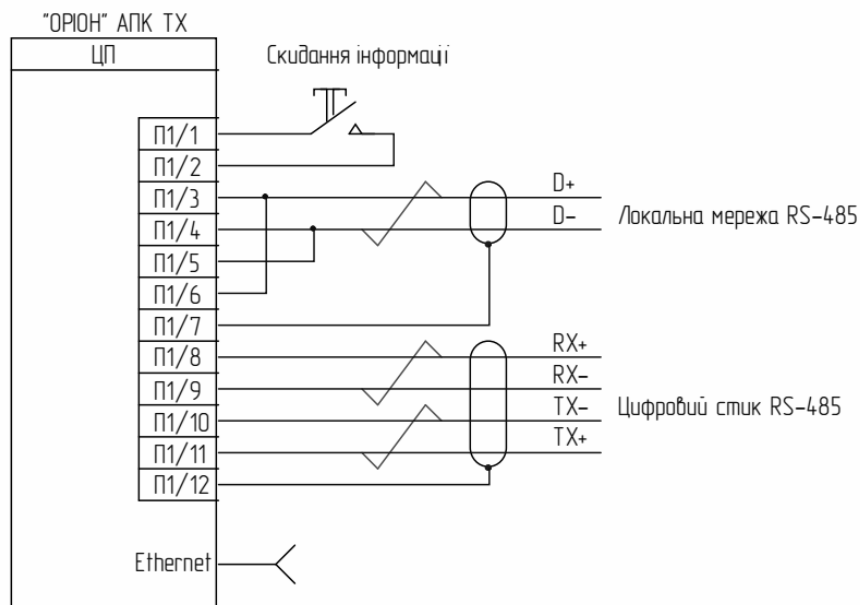 "ОРІОН" АПК ТХ
ЦП
Скидання інформації
П1/1
П1/2
П1/3
D+
П1/4
D-
Локальна мережа RS-485
П1/5
П1/6
П1/7
П1/8
RX+
П1/9
RX-
П1/10
TX-
Цифровий стик RS-485
П1/11
TX+
П1/12
Ethernet